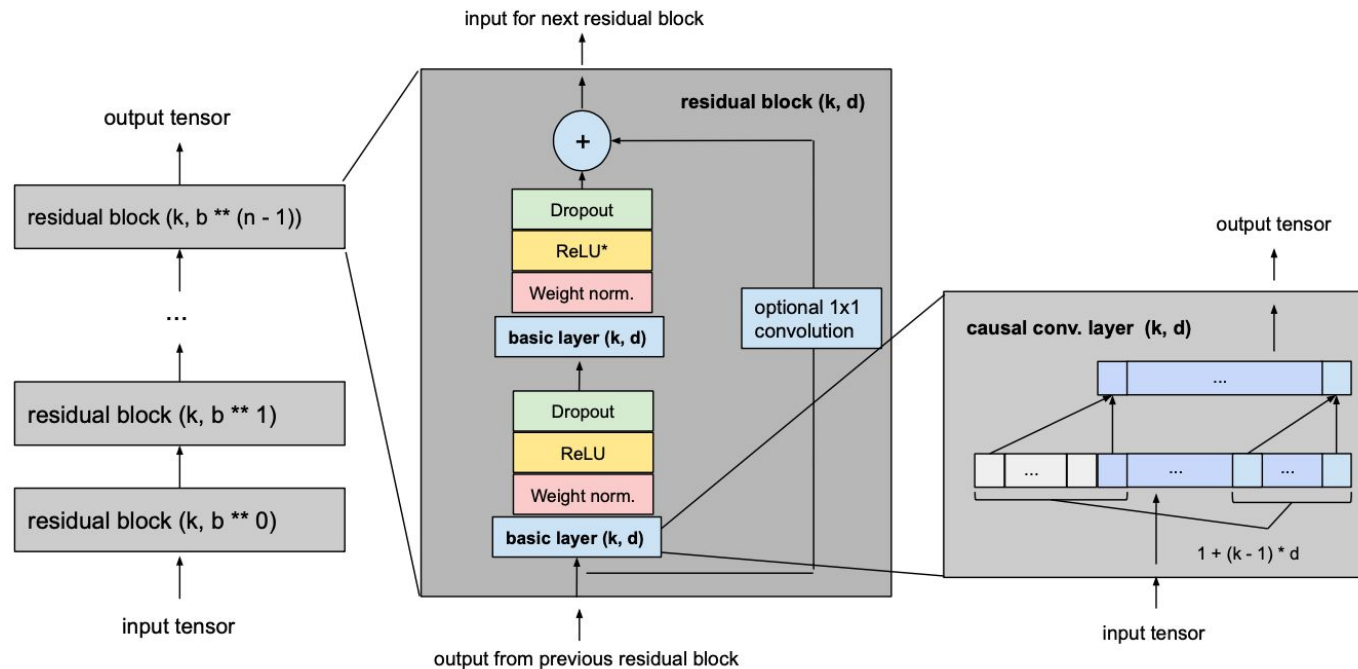 output tensor
residual block (k, b ** (n - 1))
...
residual block (k, b ** 1)
residual block (k, b ** 0)
input tensor
input for next residual block
residual block (k, d)
+
Dropout
ReLU*
Weight norm.
basic layer (k, d)
Dropout
ReLU
Weight norm.
basic layer (k, d)
optional 1x1
convolution
output from previous residual block
output tensor
causal conv. layer (k, d)
...
... ... ...
1 + (k - 1) * d
input tensor